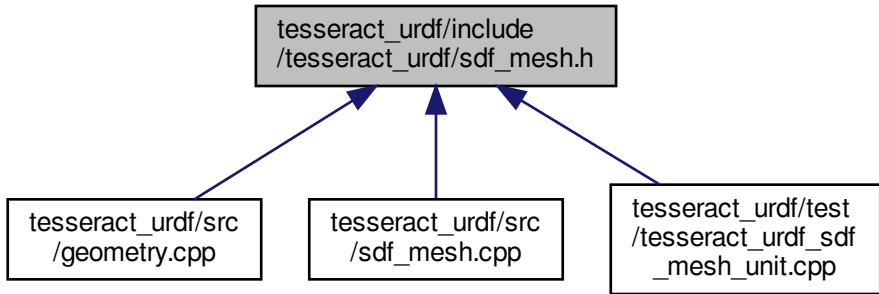 tesseract_urdf/include
/tesseract_urdf/sdf_mesh.h
tesseract_urdf/src
/geometry.cpp
tesseract_urdf/src
/sdf_mesh.cpp
tesseract_urdf/test
/tesseract_urdf_sdf
_mesh_unit.cpp